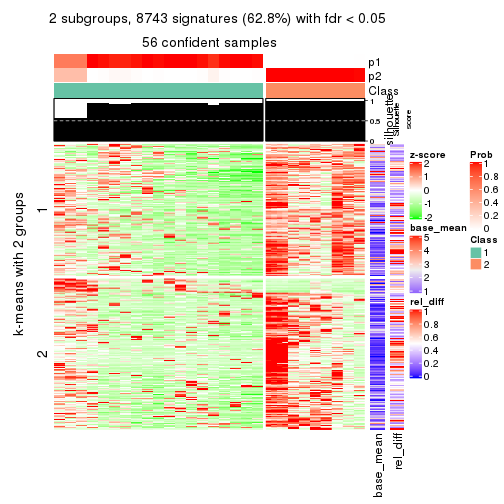 2 subgroups, 8743 signatures (62.8%) with fdr < 0.05
56 confident samples
p1
p2
Class
silhouette
Silhouette
score
1
0.5
0
k-means with 2 groups
1
2
base_mean
rel_diff
z-score
2
1
0
-1
-2
base_mean
5
4
3
2
1
rel_diff
1
0.8
0.6
0.4
0.2
0
Prob
1
0.8
0.6
0.4
0.2
0
Class
1
2